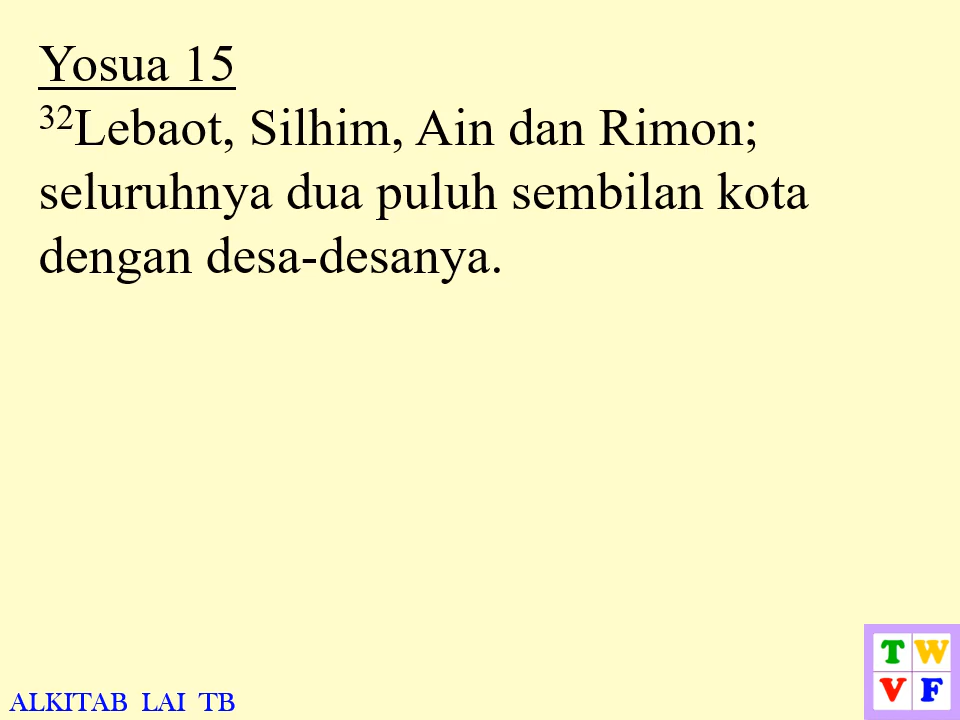 Yosua 15
32Lebaot, Silhim, Ain dan Rimon;
seluruhnya dua puluh sembilan kota
dengan desa-desanya.
ALKITAB LAI TB
T W
V F